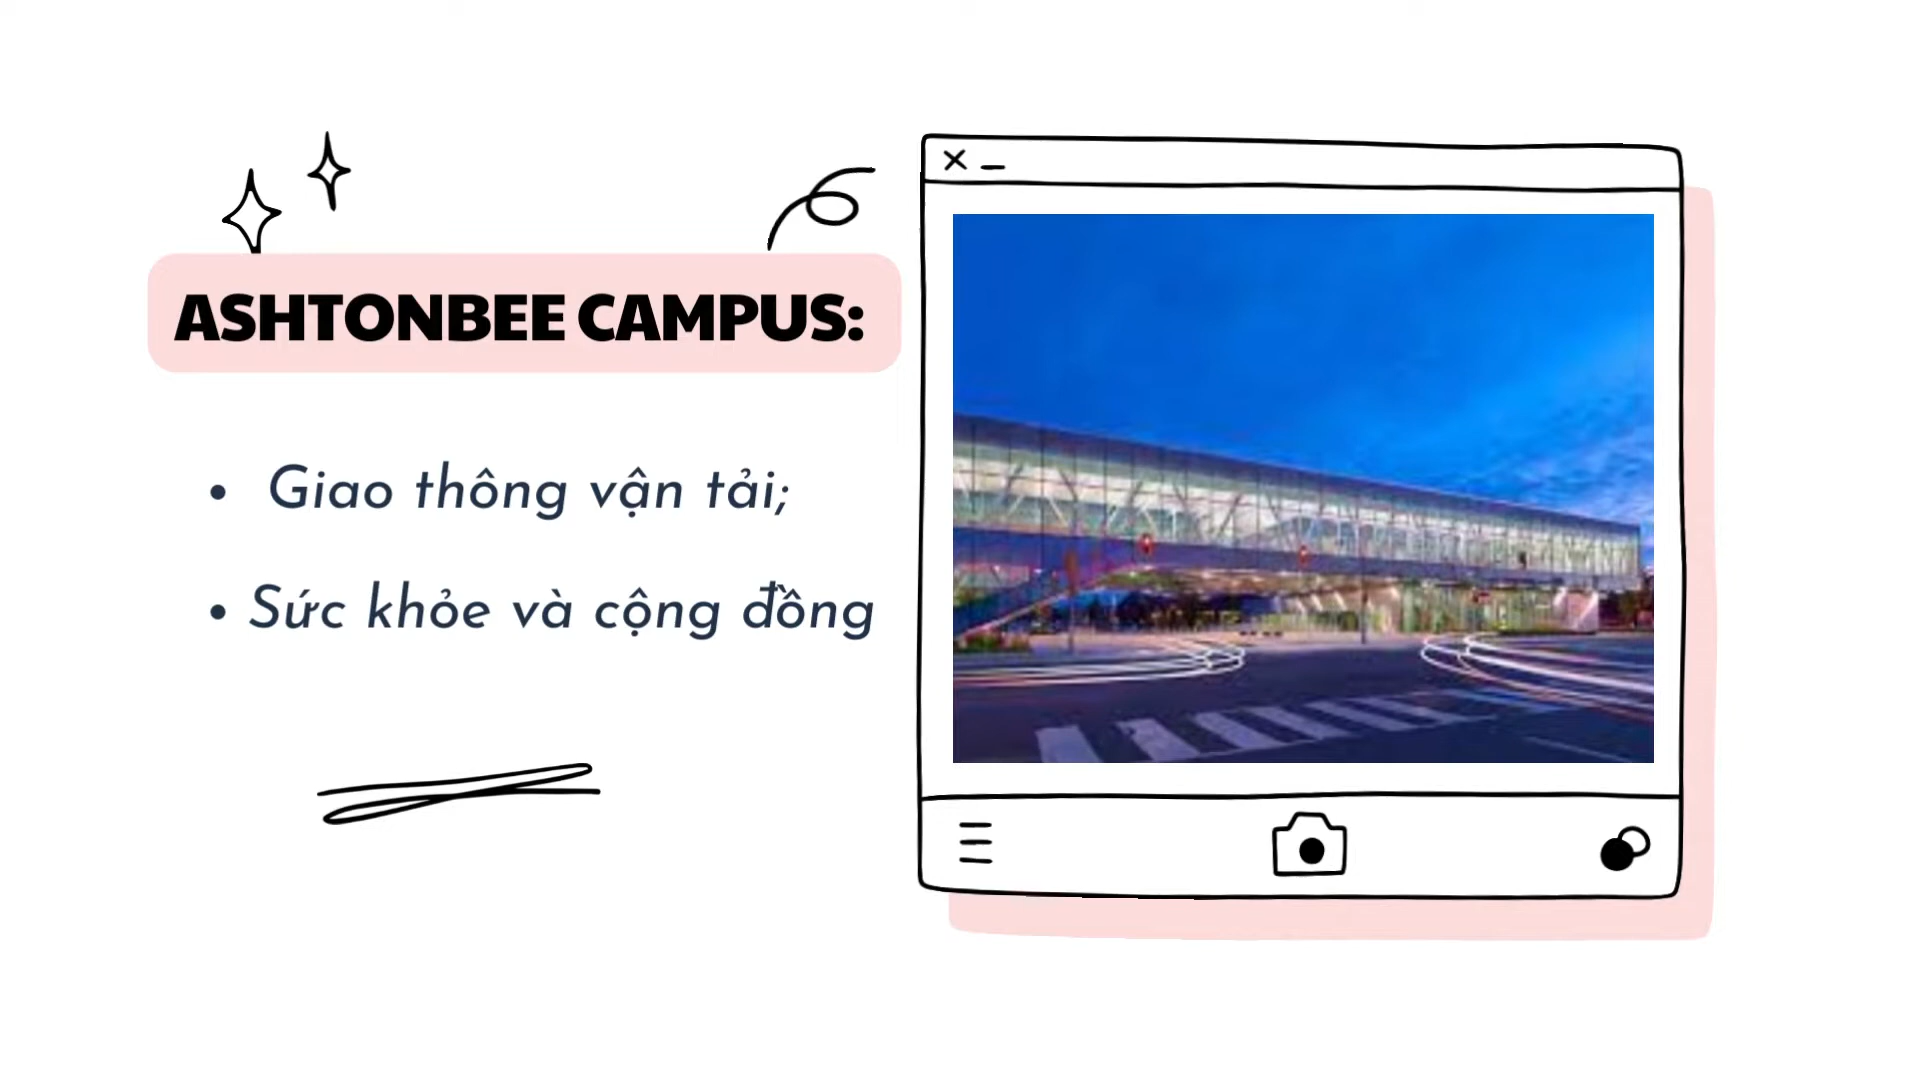 ASHTONBEE CAMPUS:
• Giao thông vận tải;
• Sức khỏe và cộng đồng